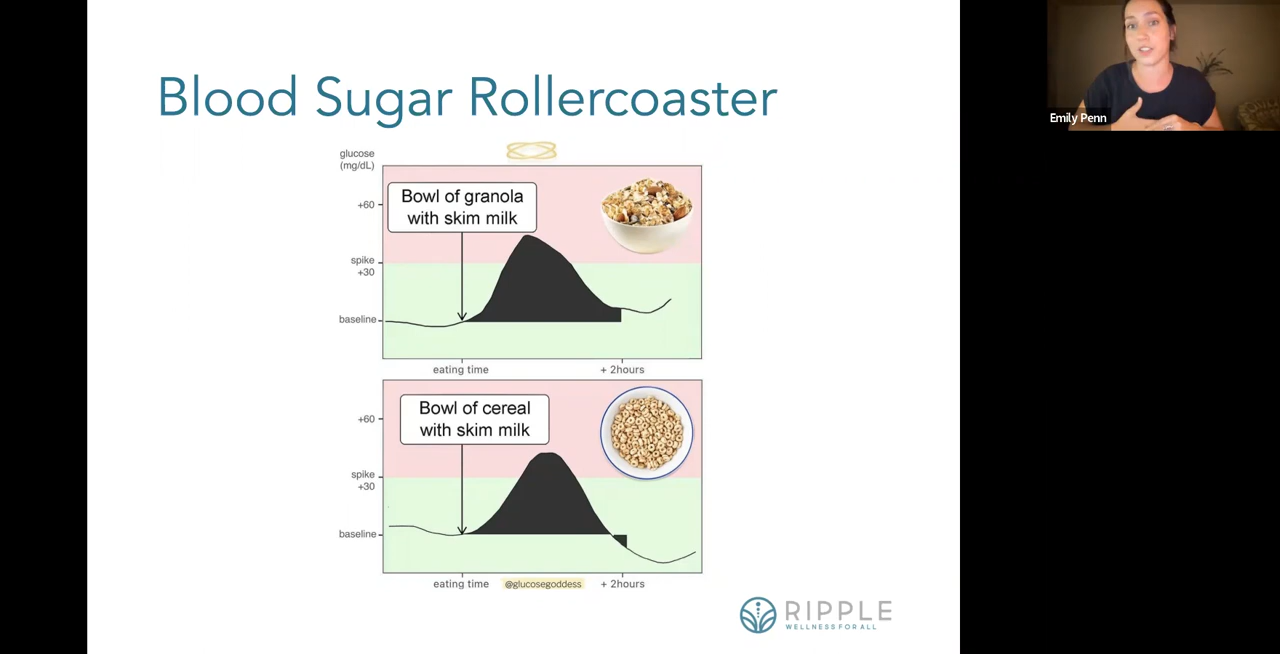 Blood Sugar Rollercoaster
Emily Penn
glucose
(mg/dL)
Bowl of granola
with skim milk
+60
spike
+30
baseline
eating time
+ 2hours
Bowl of cereal
with skim milk
+60
spike
+30
baseline
eating time
@glucosegoddess
+ 2hours
RIPPLE
WELLNESS FOR ALL